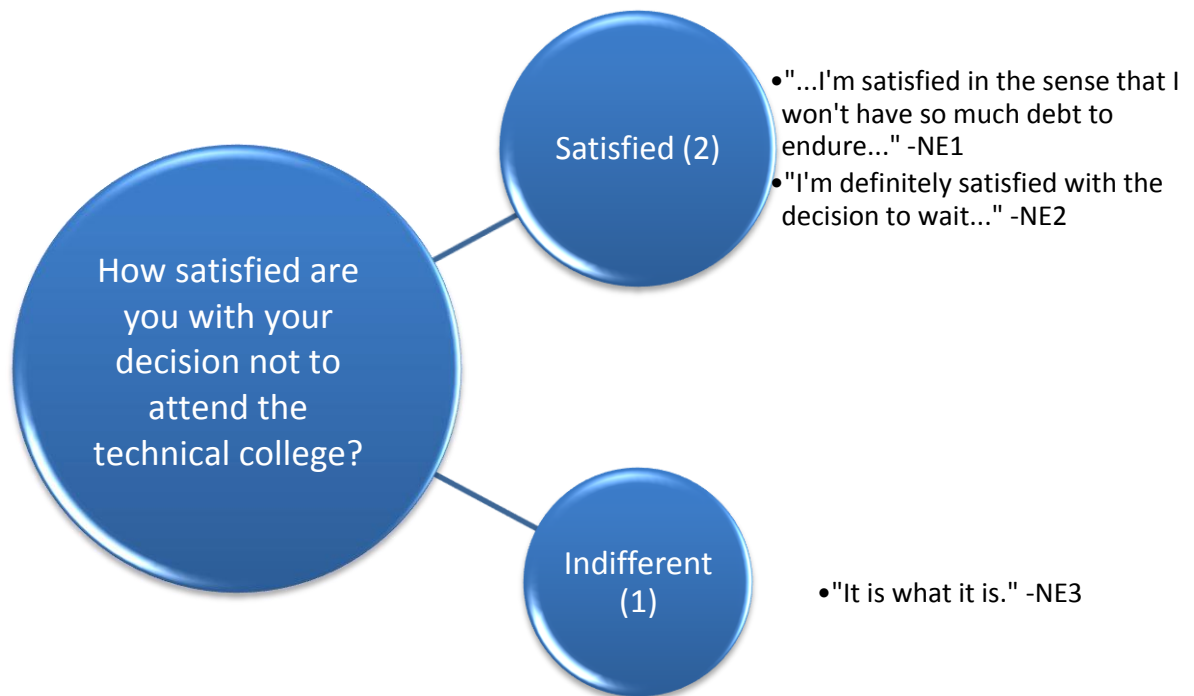 How satisfied are
you with your
decision not to
attend the
technical college?
Satisfied (2)
•"...I'm satisfied in the sense that I
won't have so much debt to
endure..." -NE1
•"I'm definitely satisfied with the
decision to wait..." -NE2
Indifferent
(1)
•"It is what it is." -NE3